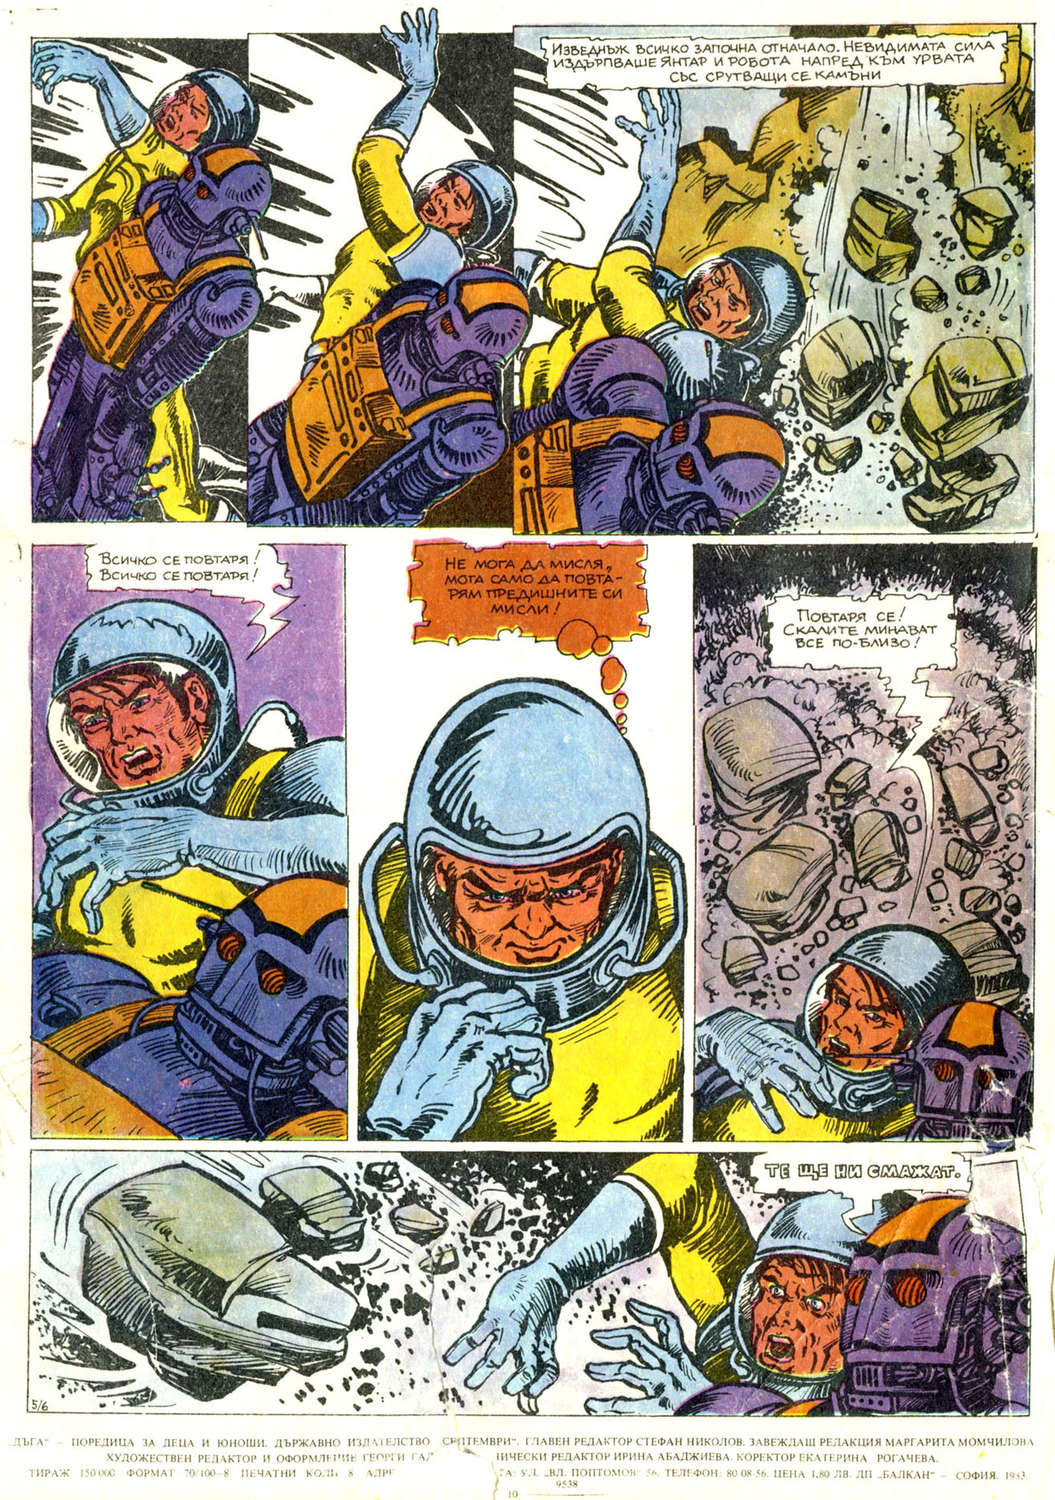 Изведнъж всичко започна отначало. Невидимата сила
издърпваше Янтар и робота напред към урвата
със срутващи се камъни
Всичко се повтаря!
Всичко се повтаря!
Не мога да мисля,
мога само да повта-
рям предишните си
мисли!
Повтаря се!
Скалите минават
все по-близо!
ТЕ ЩЕ НИ СМАЖАТ.
5/6
„ДЪГА“ — ПОРЕДИЦА ЗА ДЕЦА И ЮНОШИ. ДЪРЖАВНО ИЗДАТЕЛСТВО СЕПТЕМВРИ“. ГЛАВЕН РЕДАКТОР СТЕФАН НИКОЛОВ. ЗАВЕЖДАЩ РЕДАКЦИЯ МАРГАРИТА МОМЧИЛОВА
ХУДОЖЕСТВЕН РЕДАКТОР И ОФОРМЛЕНИЕ ГЕОРГИ НИЧЕСКИ РЕДАКТОР ИРИНА АБАДЖИЕВА. КОРЕКТОР ЕКАТЕРИНА РОГАЧЕВА.
ТИРАЖ 150 000 ФОРМАТ 70/100—8 ПЕЧАТНИ КОЛИ 8 АДРЕ УЛ. „ВЛ. ПОПТОМОВ“ 56. ТЕЛЕФОН: 80-08-56. ЦЕНА 1,80 ЛВ. ДП „БАЛКАН“ — СОФИЯ. 1983.
9538
10